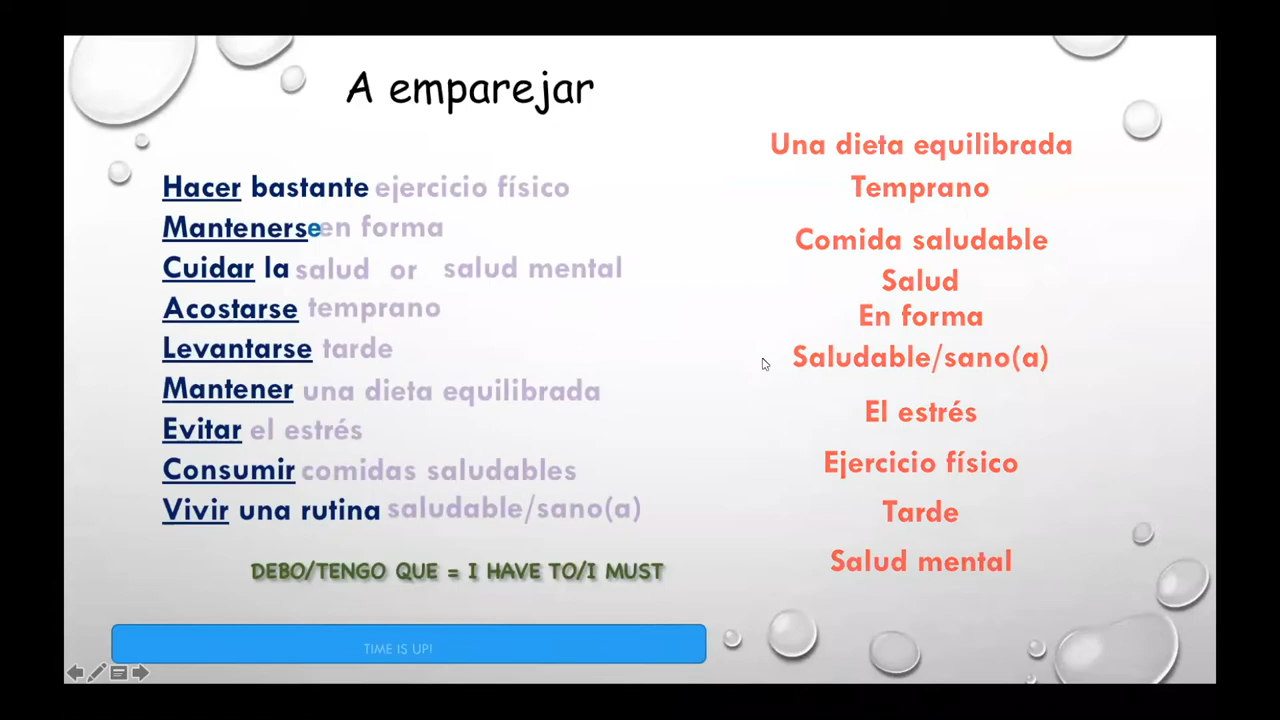 A emparejar
Hacer bastante ejercicio físico
Mantenerse en forma
Cuidar la salud or salud mental
Acostarse temprano
Levantarse tarde
Mantener una dieta equilibrada
Evitar el estrés
Consumir comidas saludables
Vivir una rutina saludable/sano(a)
DEBO/TENGO QUE = I HAVE TO/I MUST
TIME IS UP!
Una dieta equilibrada
Temprano
Comida saludable
Salud
En forma
Saludable/sano(a)
El estrés
Ejercicio físico
Tarde
Salud mental